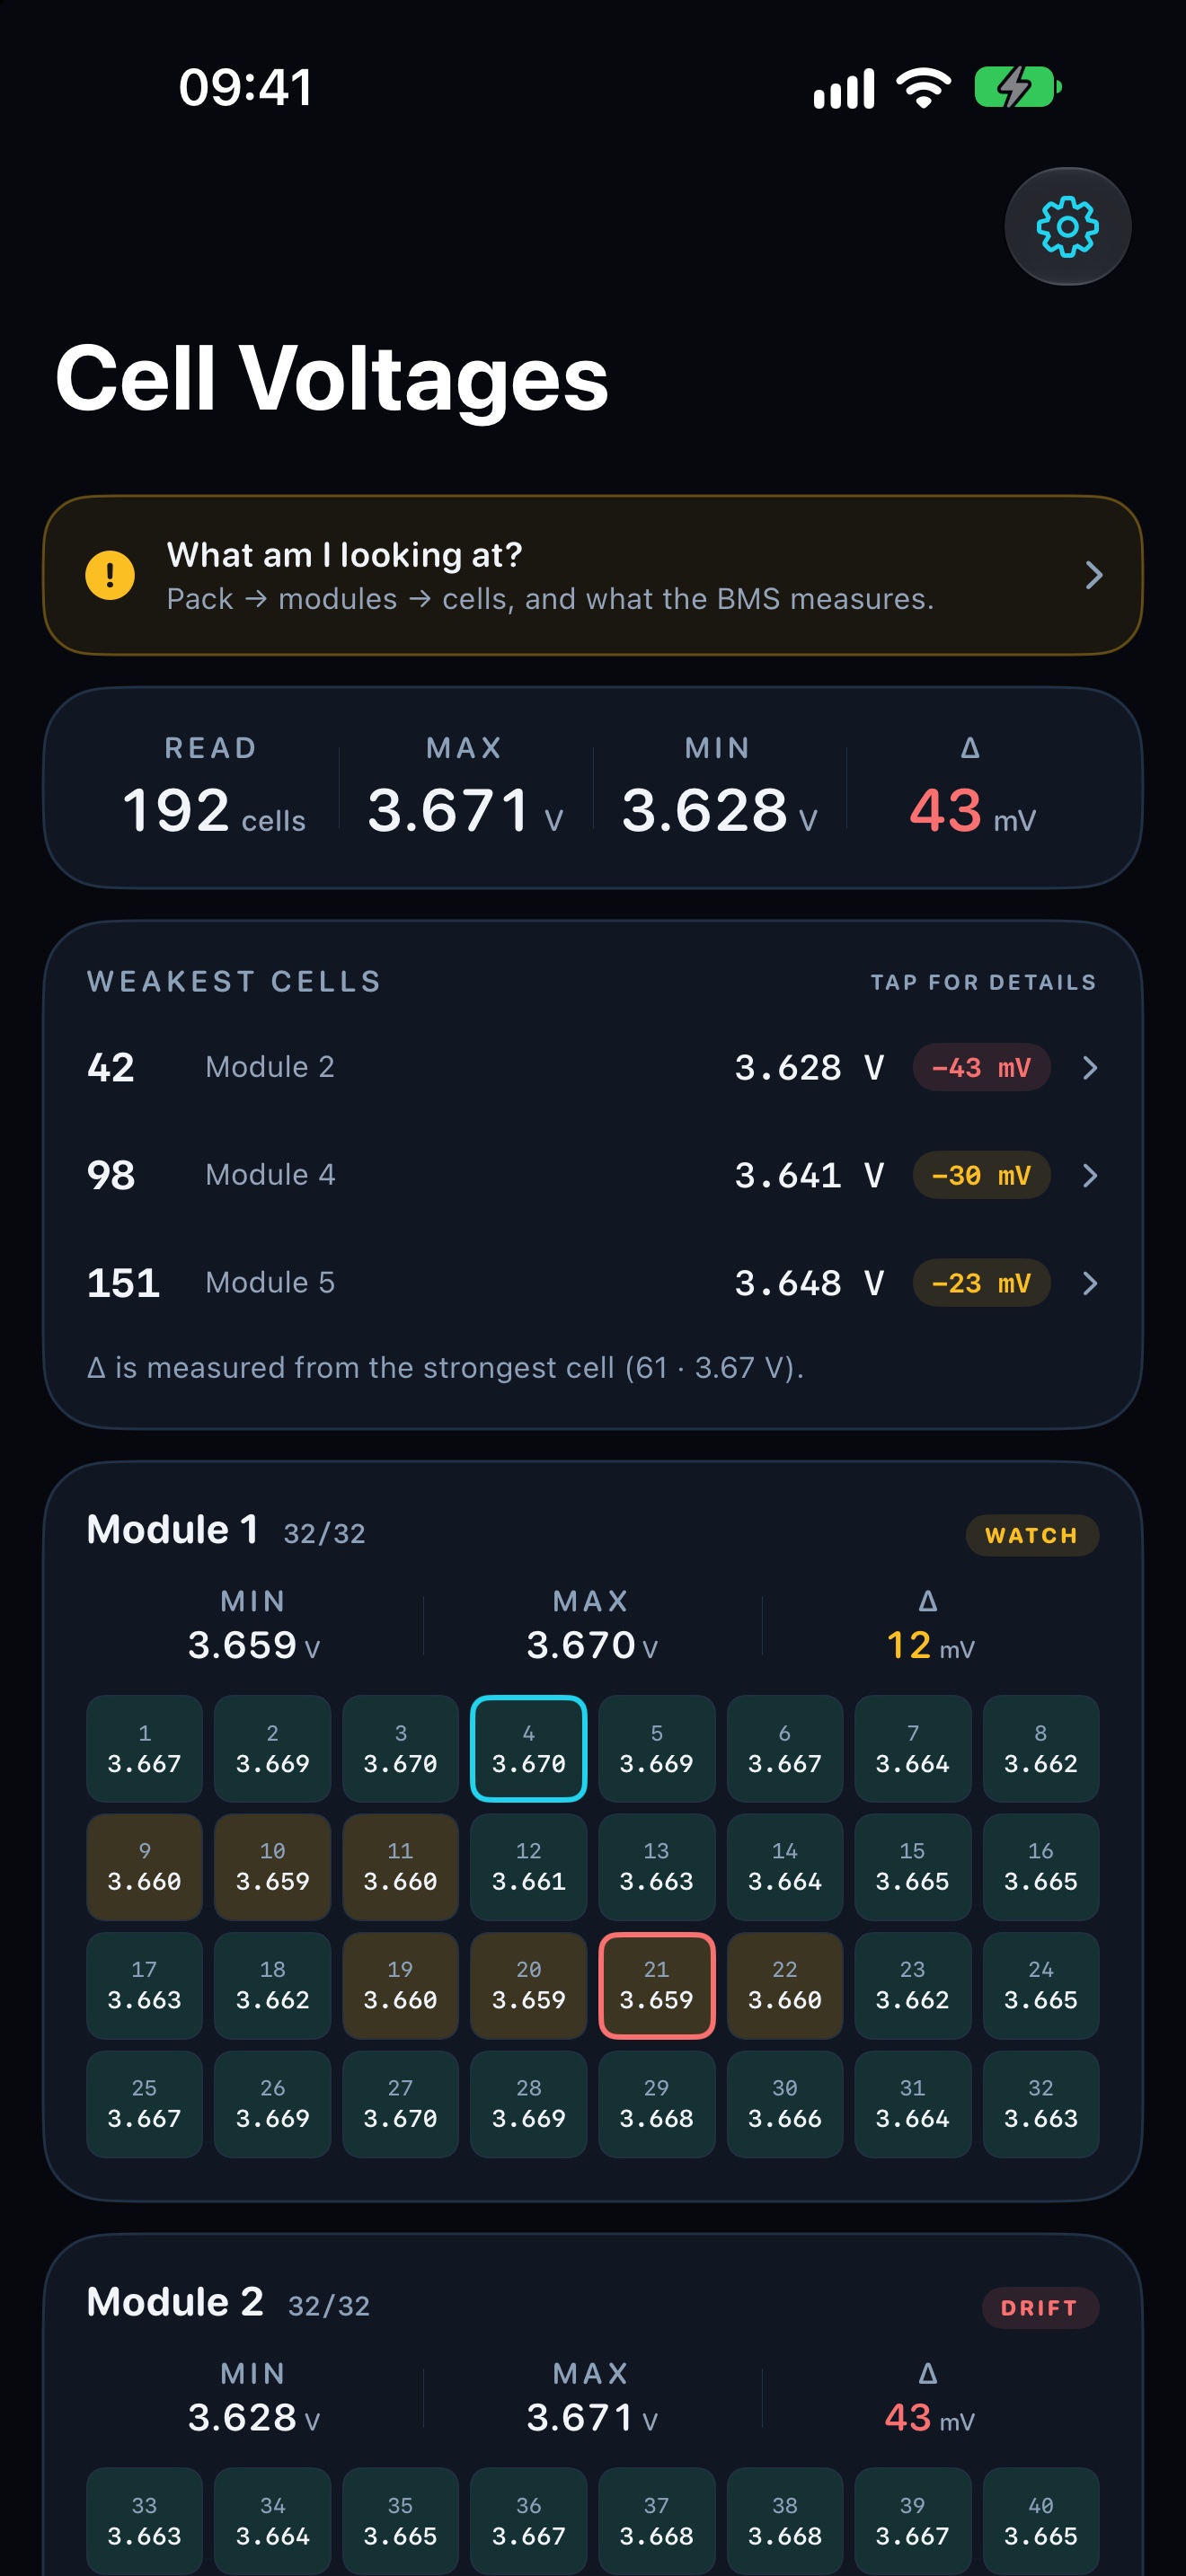 09:41
Cell Voltages
What am I looking at?
Pack → modules → cells, and what the BMS measures.
READ MAX MIN Δ
192 cells 3.671 V 3.628 V 43 mV
WEAKEST CELLS TAP FOR DETAILS
42 Module 2 3.628 V −43 mV
98 Module 4 3.641 V −30 mV
151 Module 5 3.648 V −23 mV
Δ is measured from the strongest cell (61 · 3.67 V).
Module 1 32/32 WATCH
MIN MAX Δ
3.659 V 3.670 V 12 mV
1 2 3 4 5 6 7 8
3.667 3.669 3.670 3.670 3.669 3.667 3.664 3.662
9 10 11 12 13 14 15 16
3.660 3.659 3.660 3.661 3.663 3.664 3.665 3.665
17 18 19 20 21 22 23 24
3.663 3.662 3.660 3.659 3.659 3.660 3.662 3.665
25 26 27 28 29 30 31 32
3.667 3.669 3.670 3.669 3.668 3.666 3.664 3.663
Module 2 32/32 DRIFT
MIN MAX Δ
3.628 V 3.671 V 43 mV
33 34 35 36 37 38 39 40
3.663 3.664 3.665 3.667 3.668 3.668 3.667 3.665